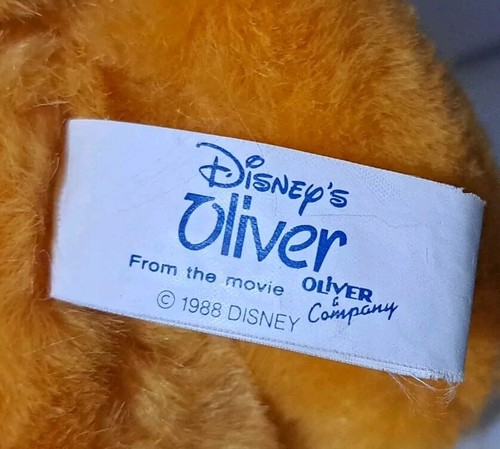 Disney's
Oliver
From the movie OLIVER
& Company
© 1988 DISNEY